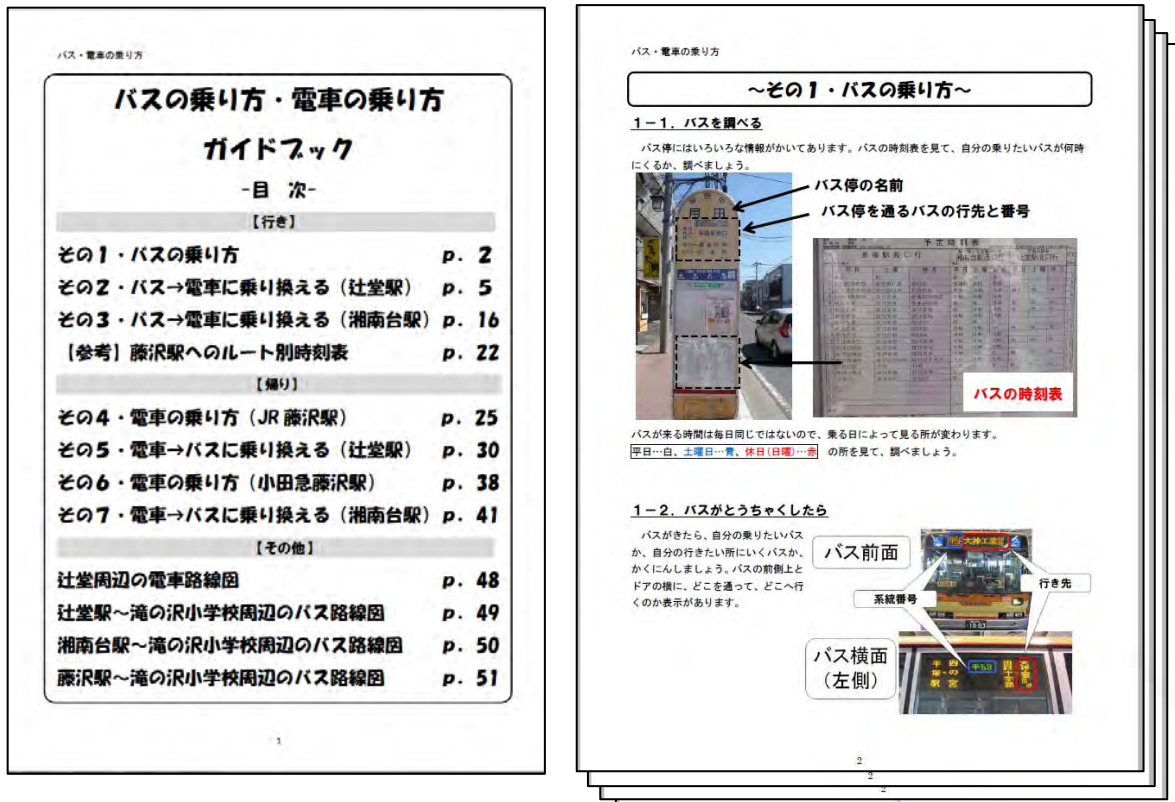 バス・電車の乗り方
バスの乗り方・電車の乗り方
ガイドブック
-目 次-
【行き】
その1・バスの乗り方 p. 2
その2・バス→電車に乗り換える（辻堂駅） p. 5
その3・バス→電車に乗り換える（湘南台駅） p. 16
【参考】藤沢駅へのルート別時刻表 p. 22
【帰り】
その4・電車の乗り方（JR 藤沢駅） p. 25
その5・電車→バスに乗り換える（辻堂駅） p. 30
その6・電車の乗り方（小田急藤沢駅） p. 38
その7・電車→バスに乗り換える（湘南台駅） p. 41
【その他】
辻堂周辺の電車路線図 p. 48
辻堂駅～滝の沢小学校周辺のバス路線図 p. 49
湘南台駅～滝の沢小学校周辺のバス路線図 p. 50
藤沢駅～滝の沢小学校周辺のバス路線図 p. 51
1
バス・電車の乗り方
～その1・バスの乗り方～
1－1．バスを調べる
バス停にはいろいろな情報がかいてあります。バスの時刻表を見て、自分の乗りたいバスが何時
にくるか、調べましょう。
バス停の名前
バス停を通るバスの行先と番号
用田
予定時刻表
バスの時刻表
バスが来る時間は毎日同じではないので、乗る日によって見る所が変わります。
平日…白、土曜日…青、休日(日曜)…赤 の所を見て、調べましょう。
1－2．バスがとうちゃくしたら
バスがきたら、自分の乗りたいバス
か、自分の行きたい所にいくバスか、
かくにんしましょう。バスの前側上と
ドアの横に、どこを通って、どこへ行
くのか表示があります。
バス前面
大神工業団地
行き先
系統番号
バス横面
（左側）
平塚駅
四の宮
平53
2
2
2